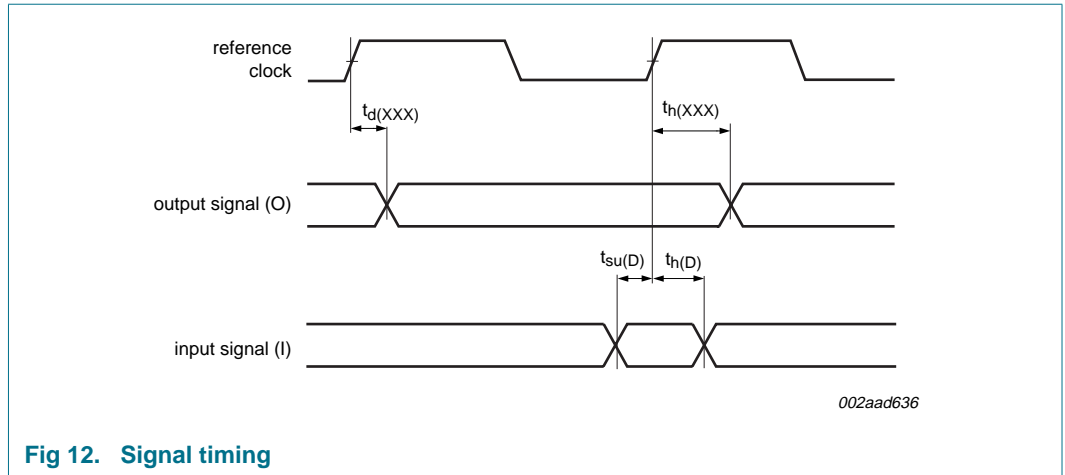 reference
clock
td(XXX)
th(XXX)
output signal (O)
tsu(D)
th(D)
input signal (I)
002aad636
Fig 12. Signal timing